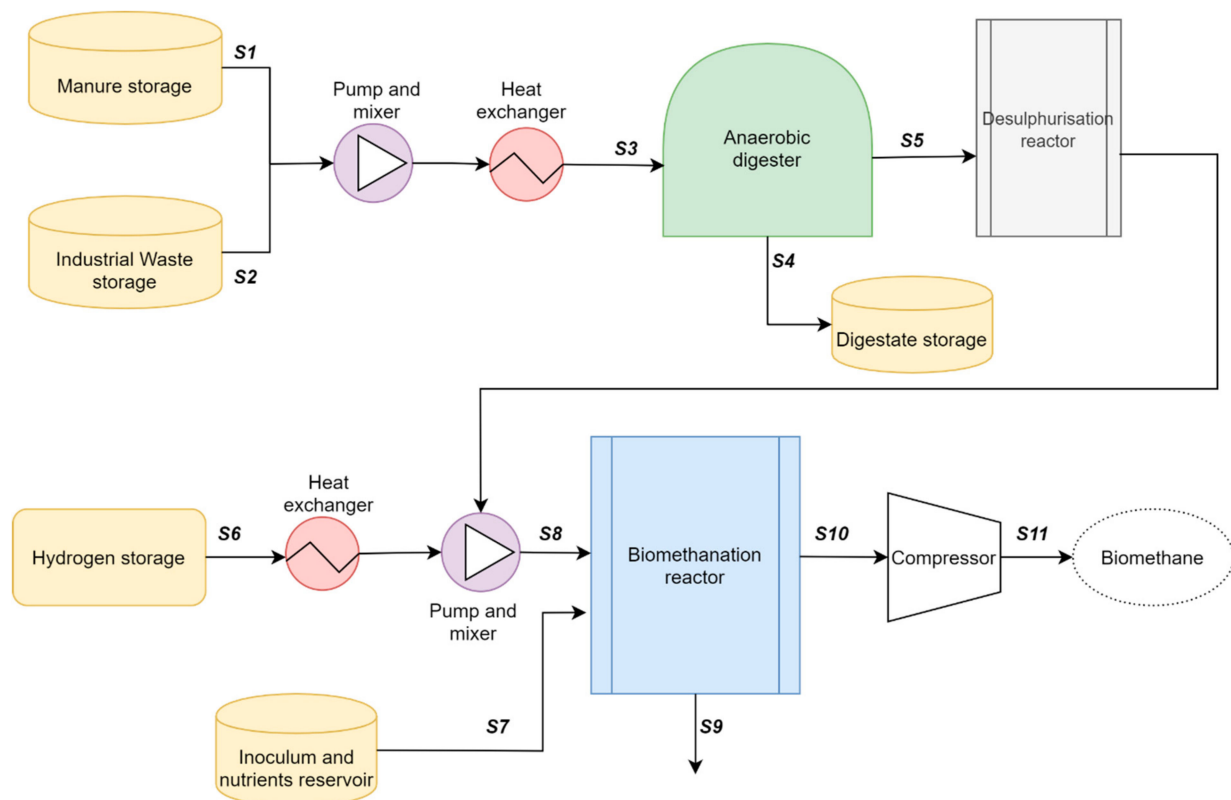 S1
Manure storage
Pump and
mixer
Heat
exchanger
S3
Anaerobic
digester
S5
Desulphurisation
reactor
Industrial Waste
storage
S2
S4
Digestate storage
Hydrogen storage
S6
Heat
exchanger
S8
Pump and
mixer
Biomethanation
reactor
S10
Compressor
S11
Biomethane
S7
Inoculum and
nutrients reservoir
S9